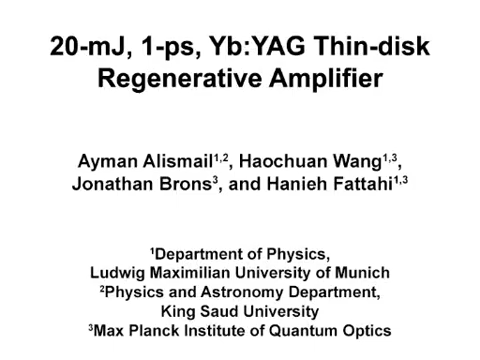 20-mJ, 1-ps, Yb:YAG Thin-disk
Regenerative Amplifier
Ayman Alismail¹,², Haochuan Wang¹,³,
Jonathan Brons³, and Hanieh Fattahi¹,³
¹Department of Physics,
Ludwig Maximilian University of Munich
²Physics and Astronomy Department,
King Saud University
³Max Planck Institute of Quantum Optics